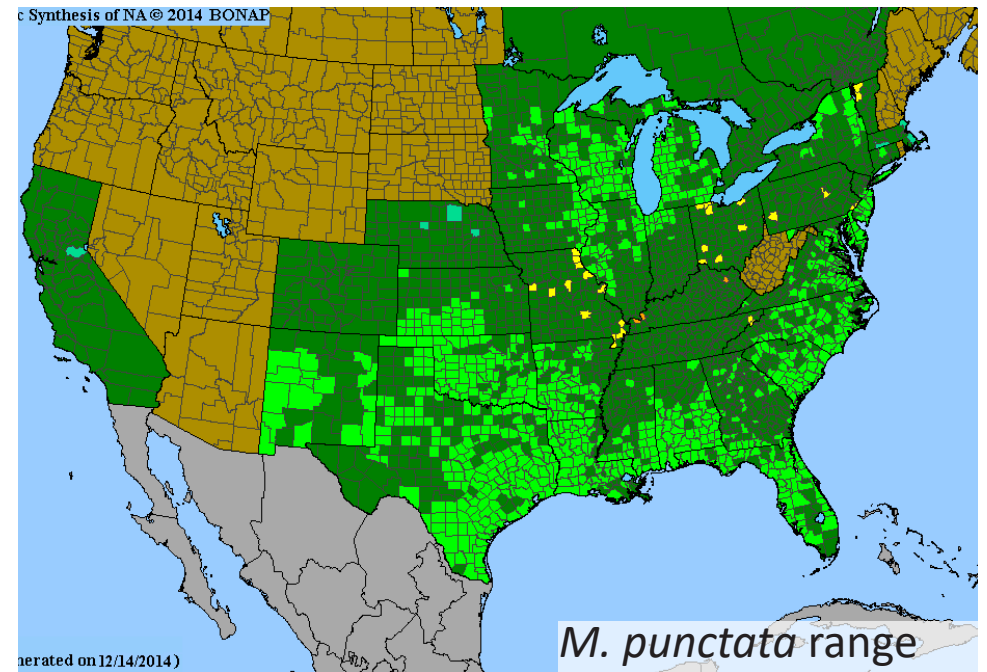 c Synthesis of NA © 2014 BONAP
nerated on 12/14/2014 )
M. punctata range